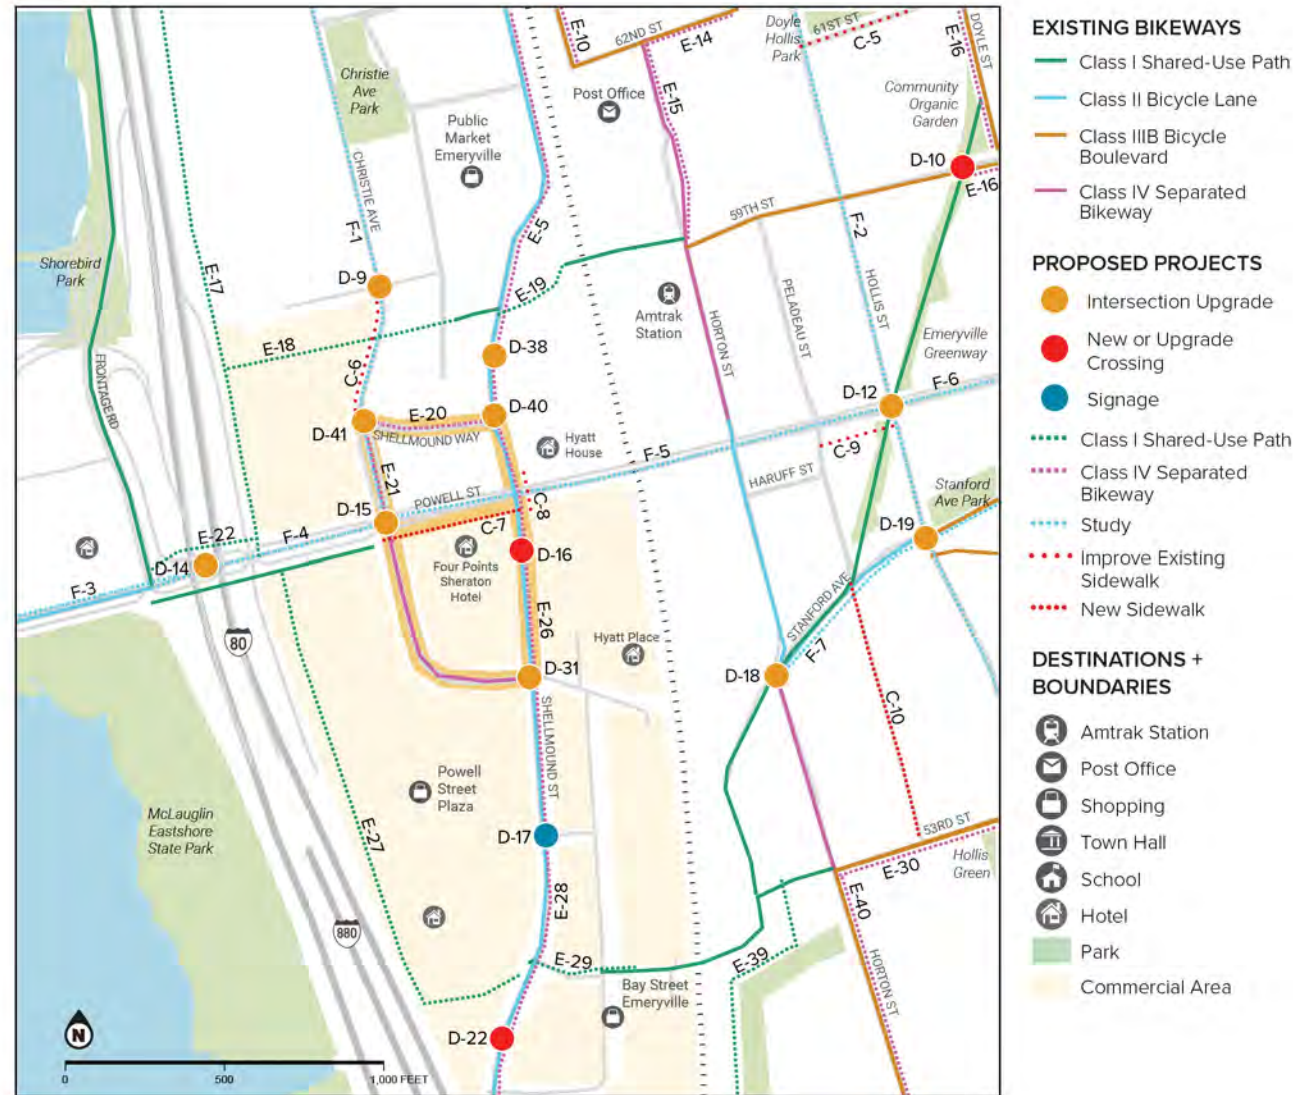 E-10
62ND ST
E-14
Doyle
Hollis
Park
61ST ST
C-5
E-16
DOYLE ST
Christie
Ave
Park
Post Office
E-15
Community
Organic
Garden
Public
Market
Emeryville
D-10
E-16
CHRISTIE AVE
F-1
E-5
59TH ST
F-2
Shorebird
Park
E-17
D-9
E-19
HOLLIS ST
PELADEAU ST
Amtrak
Station
HORTON ST
Emeryville
Greenway
E-18
D-38
FRONTAGE RD
C-6
D-12
F-6
E-20
D-40
D-41
SHELLMOUND WAY
Hyatt
House
F-5
C-9
HARUFF ST
E-21
POWELL ST
C-8
Stanford
Ave Park
D-15
C-7
E-22
F-4
D-19
D-14
Four Points
Sheraton
Hotel
D-16
F-3
STANFORD AVE
E-26
Hyatt Place
F-7
80
D-31
D-18
SHELLMOUND ST
C-10
Powell
Street
Plaza
McLauglin
Eastshore
State Park
E-27
D-17
53RD ST
Hollis
Green
E-30
E-28
E-40
880
HORTON ST
E-29
E-39
Bay Street
Emeryville
D-22
N
0
500
1,000 FEET
EXISTING BIKEWAYS
Class I Shared-Use Path
Class II Bicycle Lane
Class IIIB Bicycle
Boulevard
Class IV Separated
Bikeway
PROPOSED PROJECTS
Intersection Upgrade
New or Upgrade
Crossing
Signage
Class I Shared-Use Path
Class IV Separated
Bikeway
Study
Improve Existing
Sidewalk
New Sidewalk
DESTINATIONS +
BOUNDARIES
Amtrak Station
Post Office
Shopping
Town Hall
School
Hotel
Park
Commercial Area